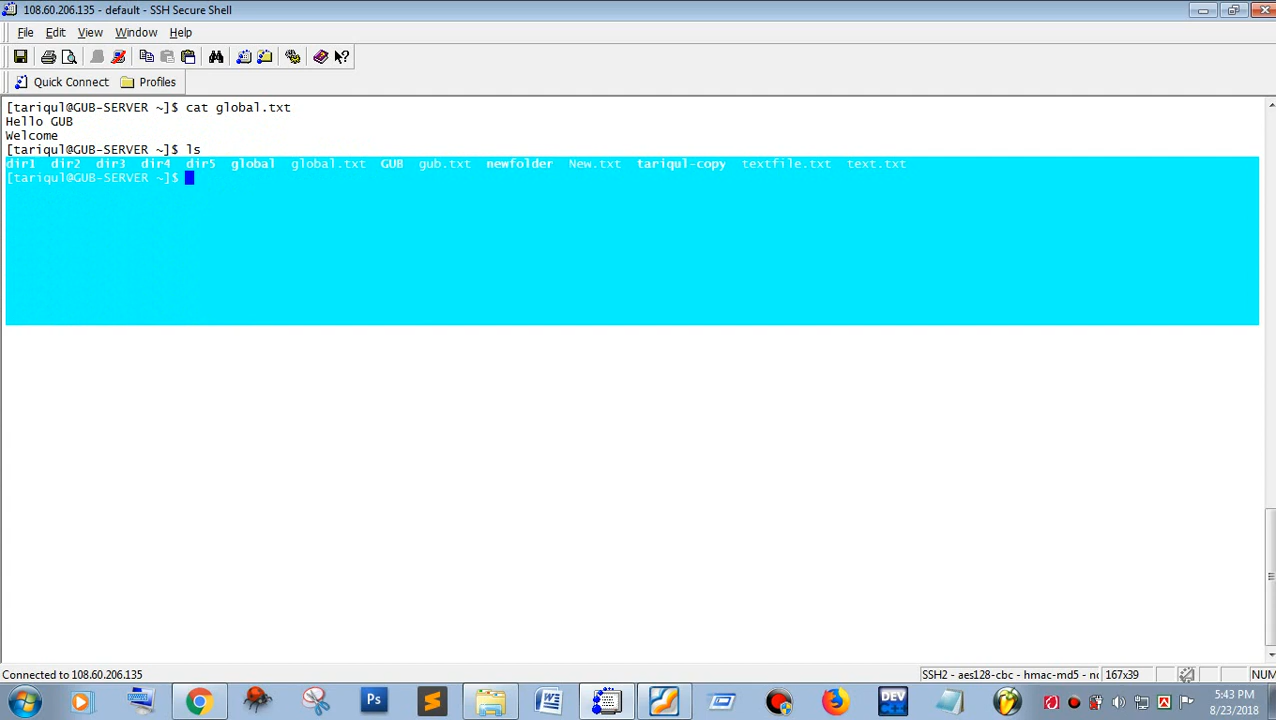 108.60.206.135 - default - SSH Secure Shell
File Edit View Window Help
Quick Connect Profiles
[tariqul@GUB-SERVER ~]$ cat global.txt
Hello GUB
Welcome
[tariqul@GUB-SERVER ~]$ ls
dir1 dir2 dir3 dir4 dir5 global global.txt GUB gub.txt newfolder New.txt tariqul-copy textfile.txt text.txt
[tariqul@GUB-SERVER ~]$
Connected to 108.60.206.135 SSH2 - aes128-cbc - hmac-md5 - 167x39 NUM
Ps DEV
5:43 PM
8/23/2018